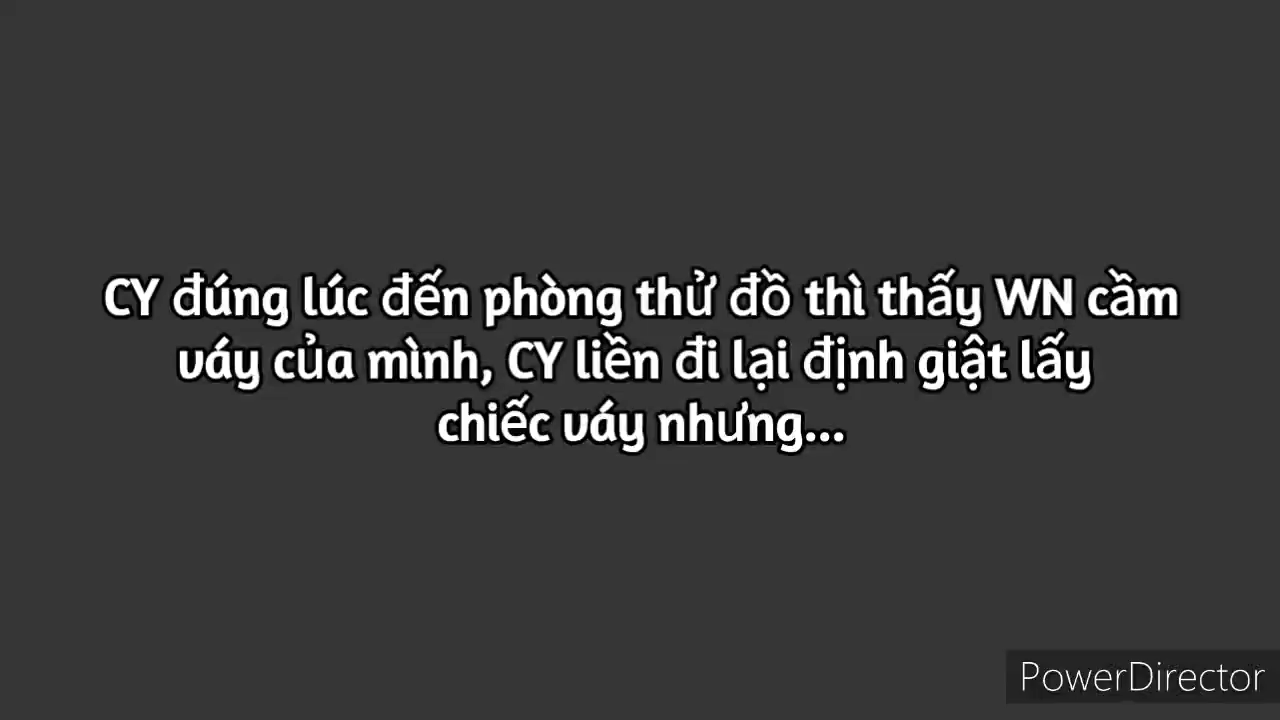 CY đúng lúc đến phòng thử đồ thì thấy WN cầm
váy của mình, CY liền đi lại định giật lấy
chiếc váy nhưng...
PowerDirector